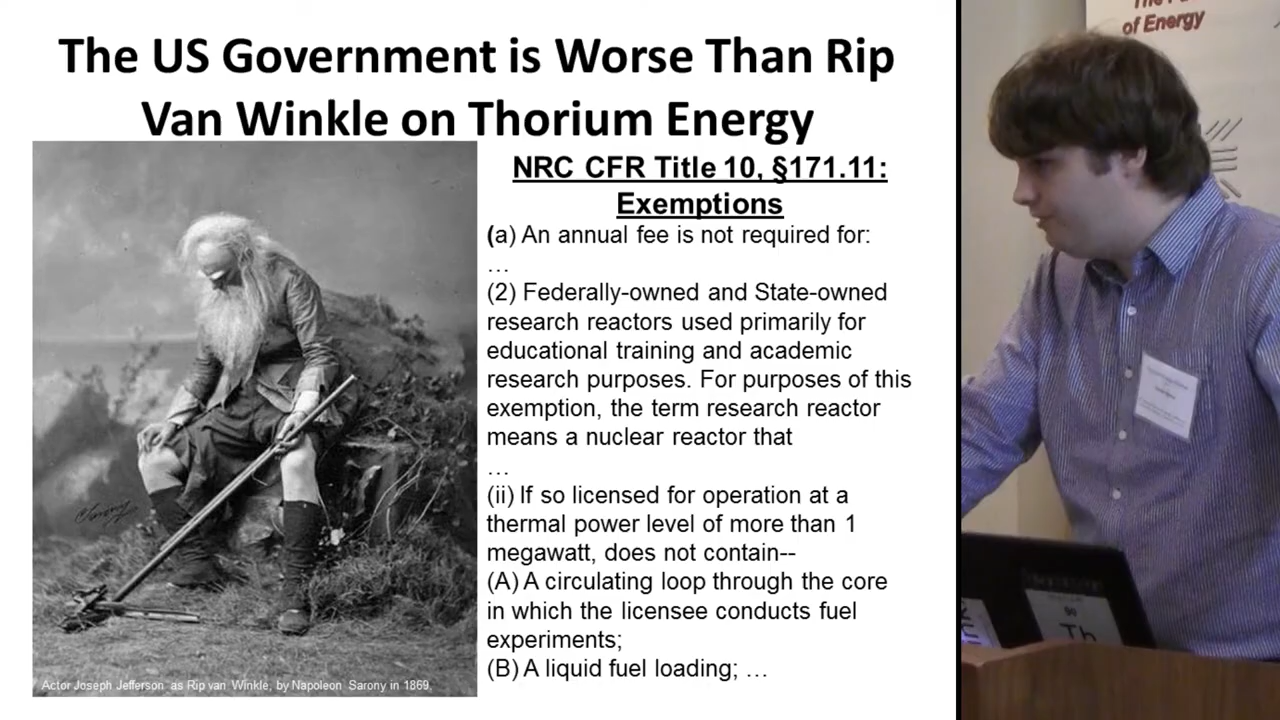 The US Government is Worse Than Rip
Van Winkle on Thorium Energy
NRC CFR Title 10, §171.11:
Exemptions
(a) An annual fee is not required for:
…
(2) Federally-owned and State-owned
research reactors used primarily for
educational training and academic
research purposes. For purposes of this
exemption, the term research reactor
means a nuclear reactor that
…
(ii) If so licensed for operation at a
thermal power level of more than 1
megawatt, does not contain--
(A) A circulating loop through the core
in which the licensee conducts fuel
experiments;
(B) A liquid fuel loading; …
Actor Joseph Jefferson as Rip van Winkle, by Napoleon Sarony in 1869.
Sarony
of Energy
90
Th